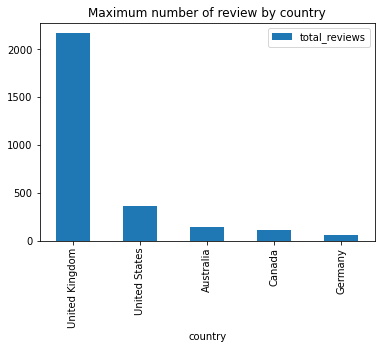 Maximum number of review by country
total_reviews
2000
1500
1000
500
0
United Kingdom
United States
Australia
Canada
Germany
country